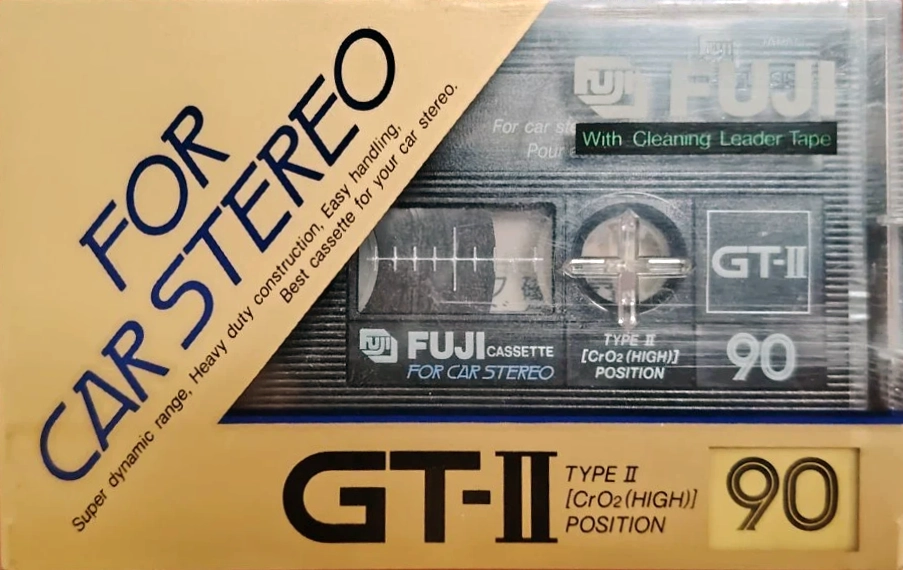 FOR
CAR STEREO
Super dynamic range, Heavy duty construction, Easy handling,
Best cassette for your car stereo.
FUJI
FUJI
With Cleaning Leader Tape
For car
Pour
GT-II
FUJI
FUJI CASSETTE
FOR CAR STEREO
TYPE II
[CrO2 (HIGH)]
POSITION
90
GT-II
TYPE II
[CrO2 (HIGH)]
POSITION
90